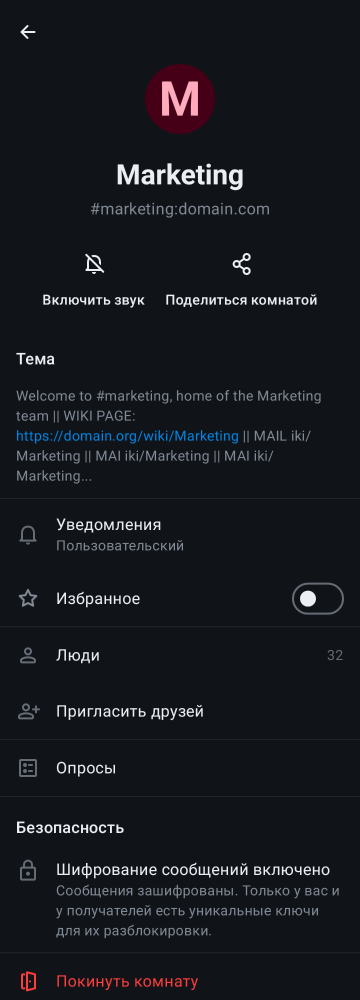 M
Marketing
#marketing:domain.com
Включить звук
Поделиться комнатой
Тема
Welcome to #marketing, home of the Marketing
team || WIKI PAGE:
https://domain.org/wiki/Marketing || MAIL iki/
Marketing || MAI iki/Marketing || MAI iki/
Marketing...
Уведомления
Пользовательский
Избранное
Люди 32
Пригласить друзей
Опросы
Безопасность
Шифрование сообщений включено
Сообщения зашифрованы. Только у вас и
у получателей есть уникальные ключи
для их разблокировки.
Покинуть комнату